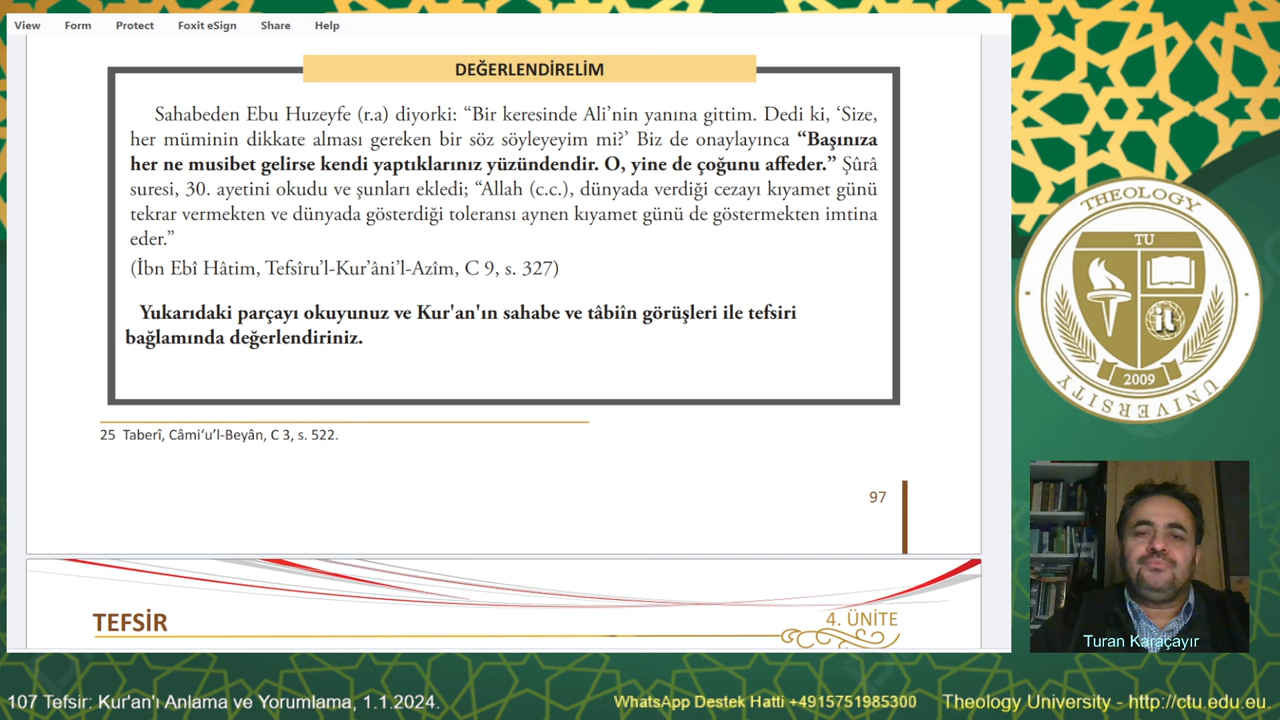 View Form Protect Foxit eSign Share Help
DEĞERLENDİRELİM
Sahabeden Ebu Huzeyfe (r.a) diyorki: “Bir keresinde Ali’nin yanına gittim. Dedi ki, ‘Size,
her müminin dikkate alması gereken bir söz söyleyeyim mi?’ Biz de onaylayınca “Başınıza
her ne musibet gelirse kendi yaptıklarınız yüzündendir. O, yine de çoğunu affeder.” Şûrâ
suresi, 30. ayetini okudu ve şunları ekledi; “Allah (c.c.), dünyada verdiği cezayı kıyamet günü
tekrar vermekten ve dünyada gösterdiği toleransı aynen kıyamet günü de göstermekten imtina
eder.”
(İbn Ebî Hâtim, Tefsîru’l-Kur’âni’l-Azîm, C 9, s. 327)
Yukarıdaki parçayı okuyunuz ve Kur'an'ın sahabe ve tâbiîn görüşleri ile tefsiri
bağlamında değerlendiriniz.
25 Taberî, Câmi‘u’l-Beyân, C 3, s. 522.
97
TEFSİR
4. ÜNİTE
THEOLOGY
TU
it
2009
UNIVERSITY
Turan Karaçayır
107 Tefsir: Kur'an'ı Anlama ve Yorumlama, 1.1.2024.
WhatsApp Destek Hatti +4915751985300
Theology University - http://ctu.edu.eu.